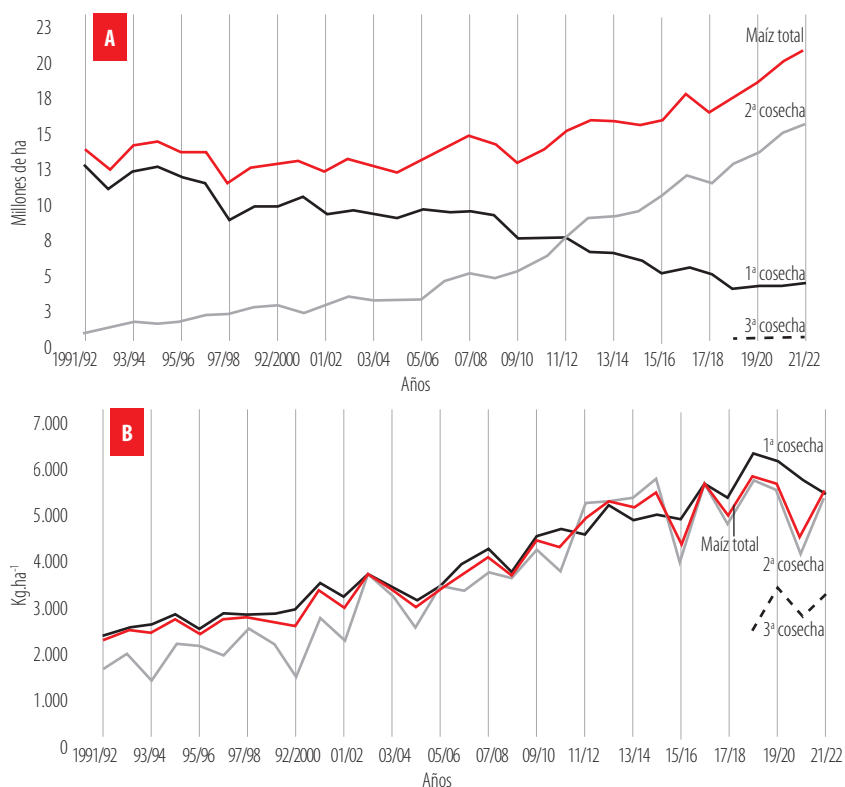 A
23
20
18
15
13
10
8
5
3
0
Millones de ha
Maíz total
2ª cosecha
1ª cosecha
3ª cosecha
1991/92 93/94 95/96 97/98 92/2000 01/02 03/04 05/06 07/08 09/10 11/12 13/14 15/16 17/18 19/20 21/22
Años
B
7.000
6.000
5.000
4.000
3.000
2.000
1.000
0
Kg.ha⁻¹
1ª cosecha
Maíz total
2ª cosecha
3ª cosecha
1991/92 93/94 95/96 97/98 92/2000 01/02 03/04 05/06 07/08 09/10 11/12 13/14 15/16 17/18 19/20 21/22
Años